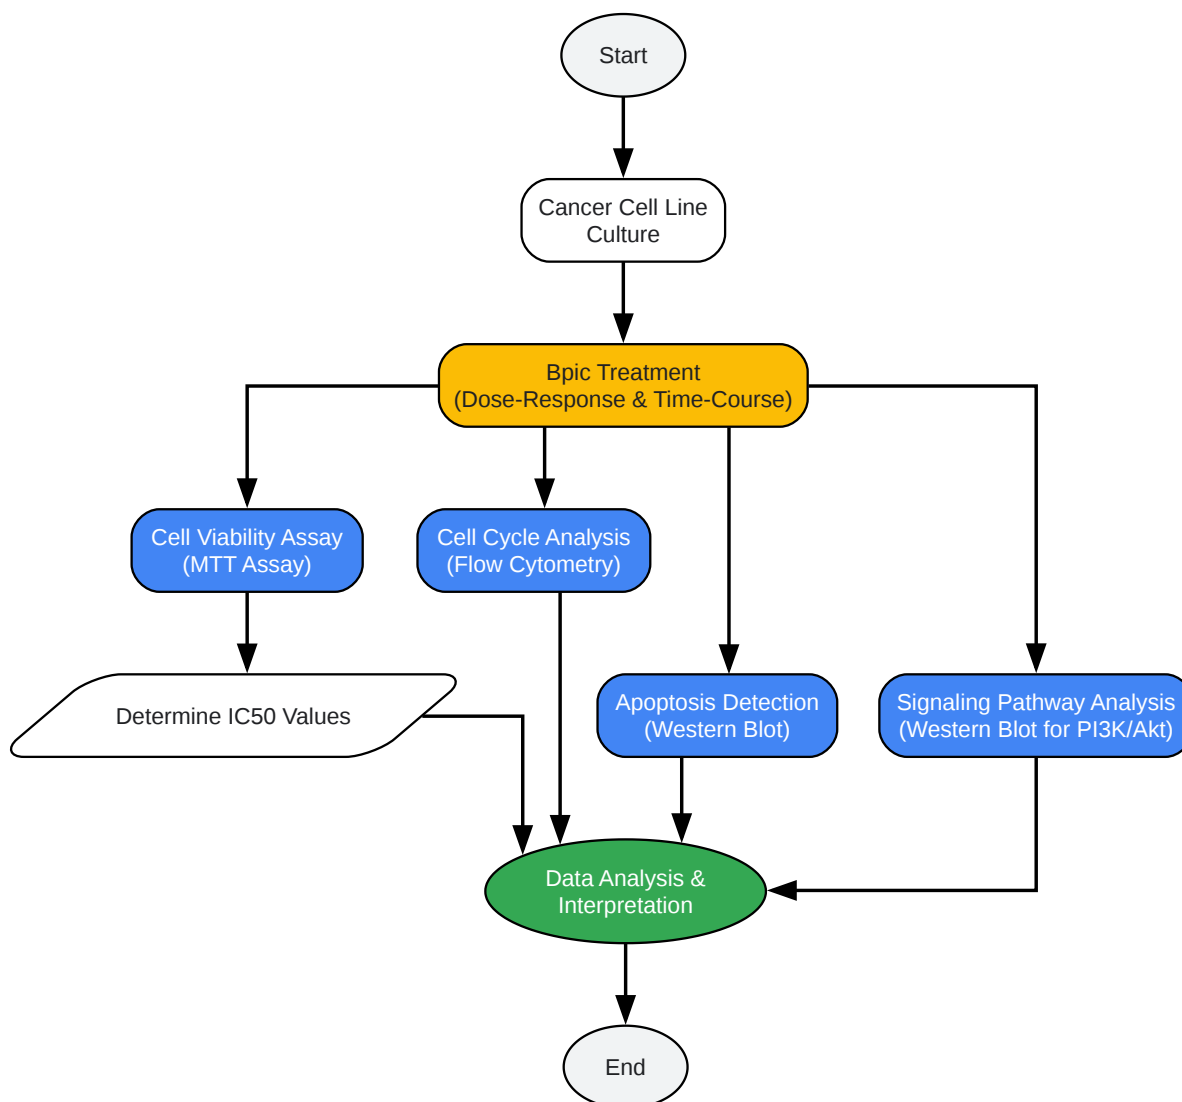 Start
Cancer Cell Line
Culture
Bpic Treatment
(Dose-Response & Time-Course)
Cell Viability Assay
(MTT Assay)
Cell Cycle Analysis
(Flow Cytometry)
Determine IC50 Values
Apoptosis Detection
(Western Blot)
Signaling Pathway Analysis
(Western Blot for PI3K/Akt)
Data Analysis &
Interpretation
End